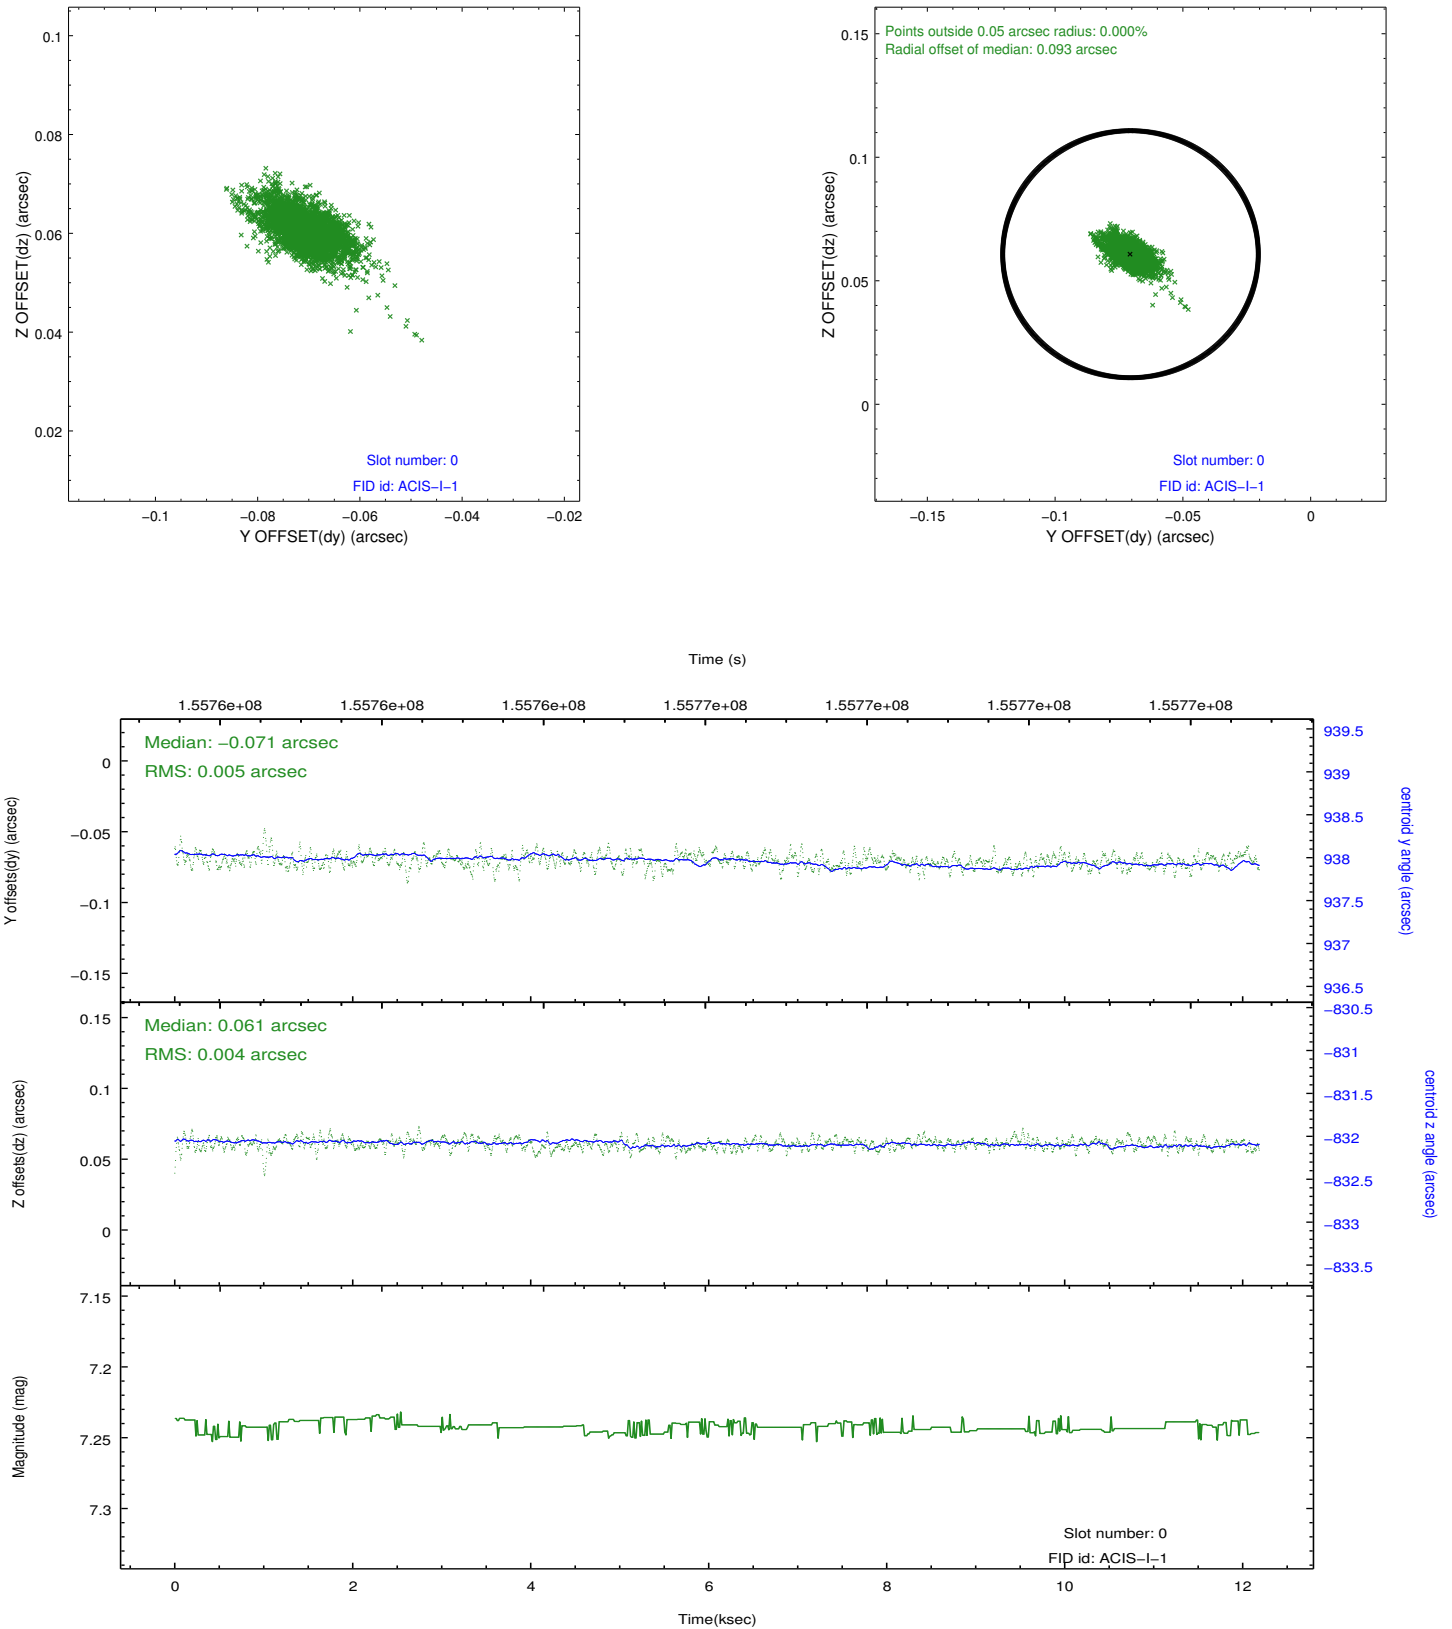 0.1
0.08
0.06
0.04
0.02
Z OFFSET(dz) (arcsec)
Slot number: 0
FID id: ACIS−I−1
−0.1
−0.08
−0.06
−0.04
−0.02
Y OFFSET(dy) (arcsec)
Points outside 0.05 arcsec radius: 0.000%
Radial offset of median: 0.093 arcsec
0.15
0.1
0.05
0
Z OFFSET(dz) (arcsec)
Slot number: 0
FID id: ACIS−I−1
−0.15
−0.1
−0.05
0
Y OFFSET(dy) (arcsec)
Time (s)
1.5576e+08
1.5576e+08
1.5576e+08
1.5577e+08
1.5577e+08
1.5577e+08
1.5577e+08
Median: −0.071 arcsec
RMS: 0.005 arcsec
0
−0.05
−0.1
−0.15
Y offsets(dy) (arcsec)
939.5
939
938.5
938
937.5
937
936.5
centroid y angle (arcsec)
Median: 0.061 arcsec
RMS: 0.004 arcsec
0.15
0.1
0.05
0
Z offsets(dz) (arcsec)
−830.5
−831
−831.5
−832
−832.5
−833
−833.5
centroid z angle (arcsec)
7.15
7.2
7.25
7.3
Magnitude (mag)
Slot number: 0
FID id: ACIS−I−1
0
2
4
6
8
10
12
Time(ksec)